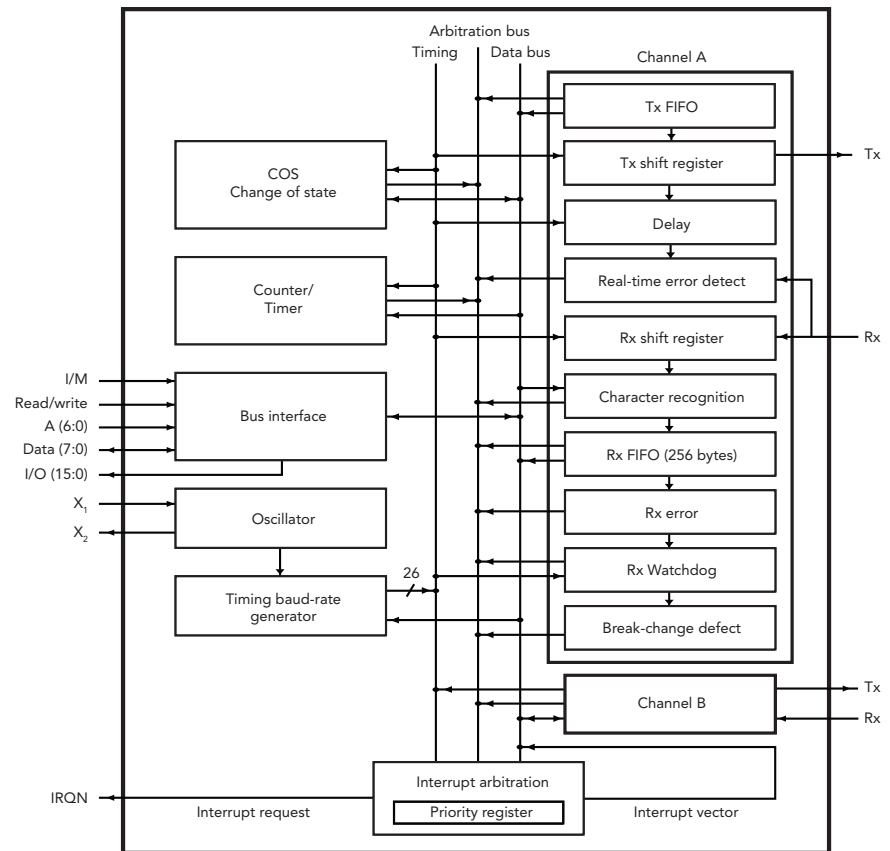 Arbitration bus
Timing
Data bus
Channel A
Tx FIFO
Tx shift register
Tx
COS
Change of state
Delay
Real-time error detect
Counter/
Timer
Rx shift register
Rx
I/M
Read/write
A (6:0)
Data (7:0)
I/O (15:0)
Bus interface
Character recognition
Rx FIFO (256 bytes)
X1
X2
Oscillator
Rx error
26
Timing baud-rate
generator
Rx Watchdog
Break-change defect
Channel B
Tx
Rx
Interrupt arbitration
Priority register
IRQN
Interrupt request
Interrupt vector